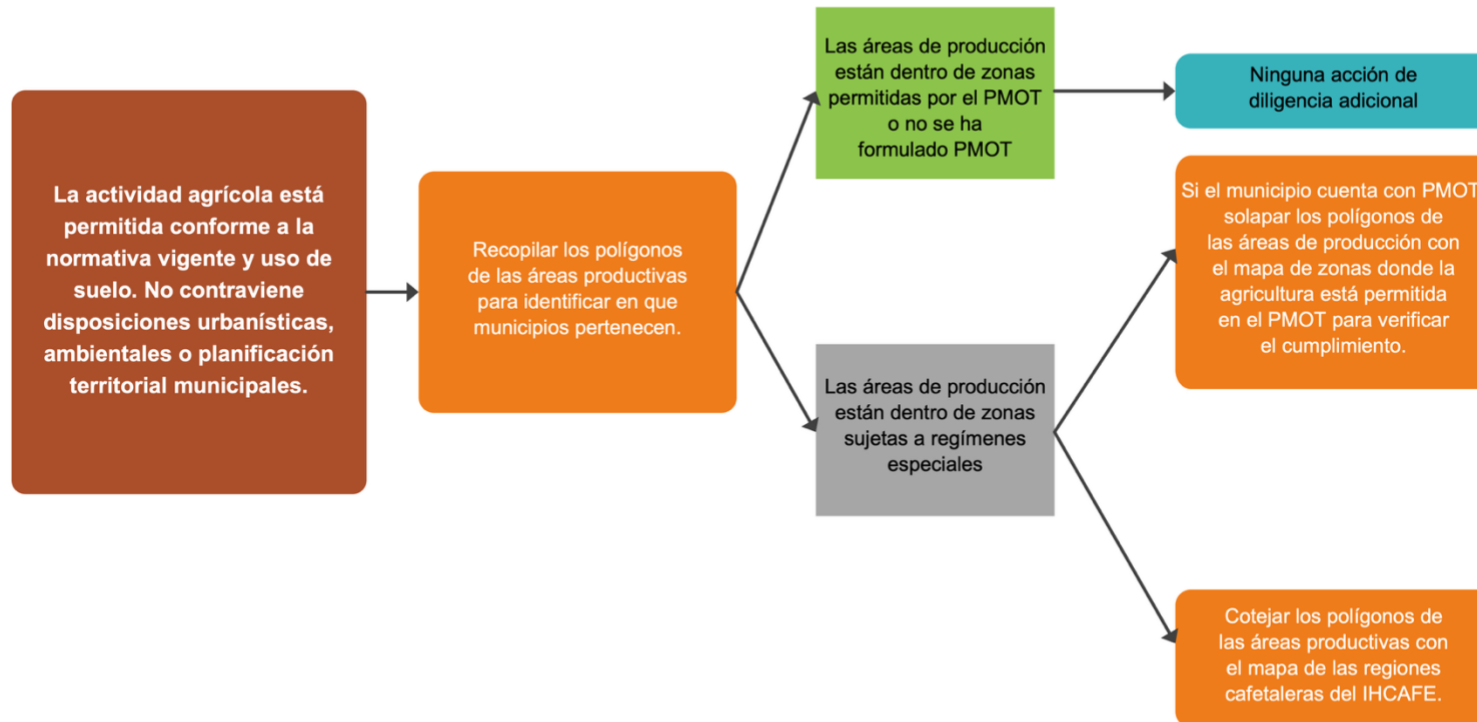 La actividad agrícola está
permitida conforme a la
normativa vigente y uso de
suelo. No contraviene
disposiciones urbanísticas,
ambientales o planificación
territorial municipales.
Recopilar los polígonos
de las áreas productivas
para identificar en que
municipios pertenecen.
Las áreas de producción
están dentro de zonas
permitidas por el PMOT
o no se ha
formulado PMOT
Ninguna acción de
diligencia adicional
Las áreas de producción
están dentro de zonas
sujetas a regímenes
especiales
Si el municipio cuenta con PMOT
solapar los polígonos de
las áreas de producción con
el mapa de zonas donde la
agricultura está permitida
en el PMOT para verificar
el cumplimiento.
Cotejar los polígonos de
las áreas productivas con
el mapa de las regiones
cafetaleras del IHCAFE.